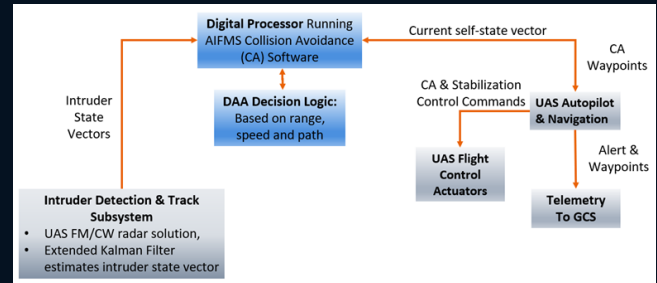 Digital Processor Running
AIFMS Collision Avoidance
(CA) Software
Current self-state vector
CA
Waypoints
Intruder
State
Vectors
DAA Decision Logic:
Based on range,
speed and path
CA & Stabilization
Control Commands
UAS Autopilot
& Navigation
UAS Flight
Control
Actuators
Alert &
Waypoints
Telemetry
To GCS
Intruder Detection & Track
Subsystem
• UAS FM/CW radar solution,
• Extended Kalman Filter
estimates intruder state vector